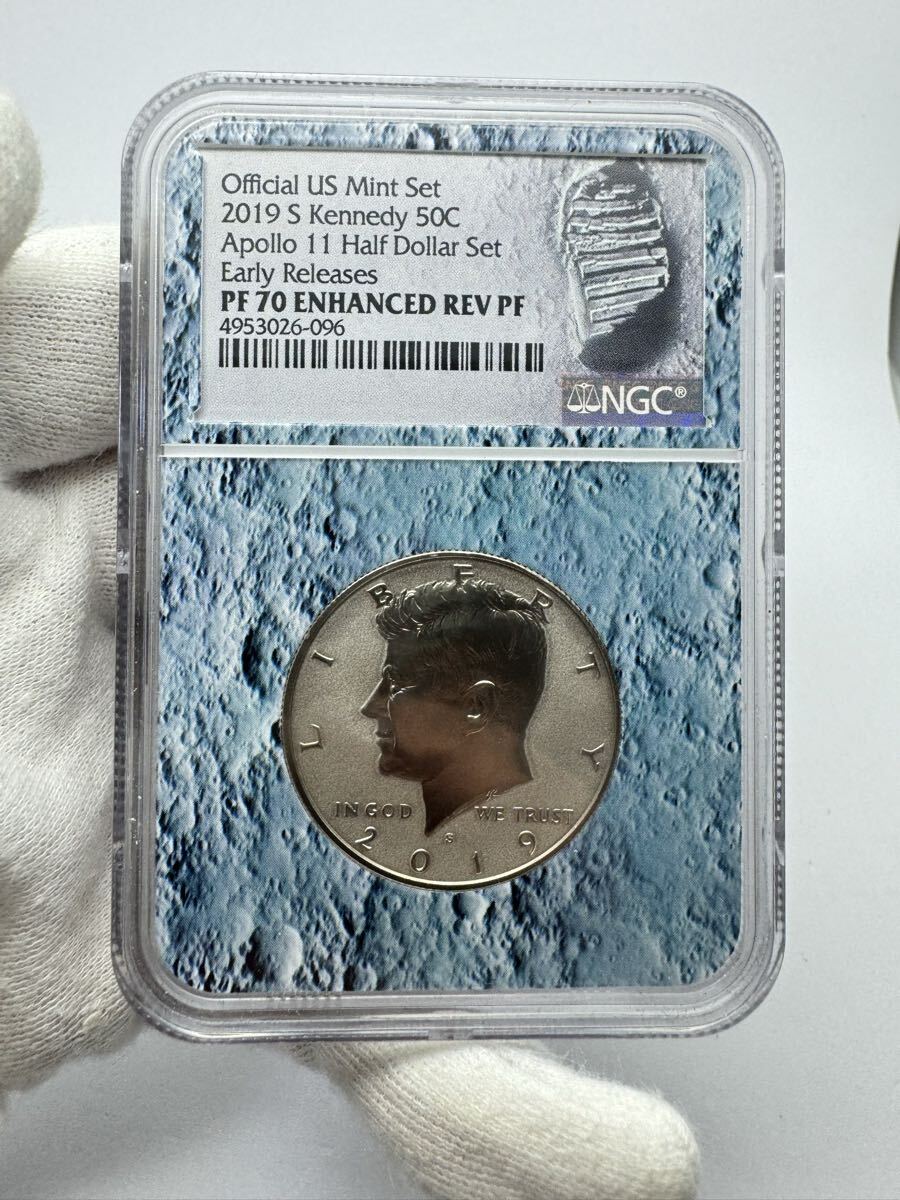 Official US Mint Set
2019 S Kennedy 50C
Apollo 11 Half Dollar Set
Early Releases
PF 70 ENHANCED REV PF
4953026-096
NGC®
LIBERTY
IN GOD WE TRUST
S
2019